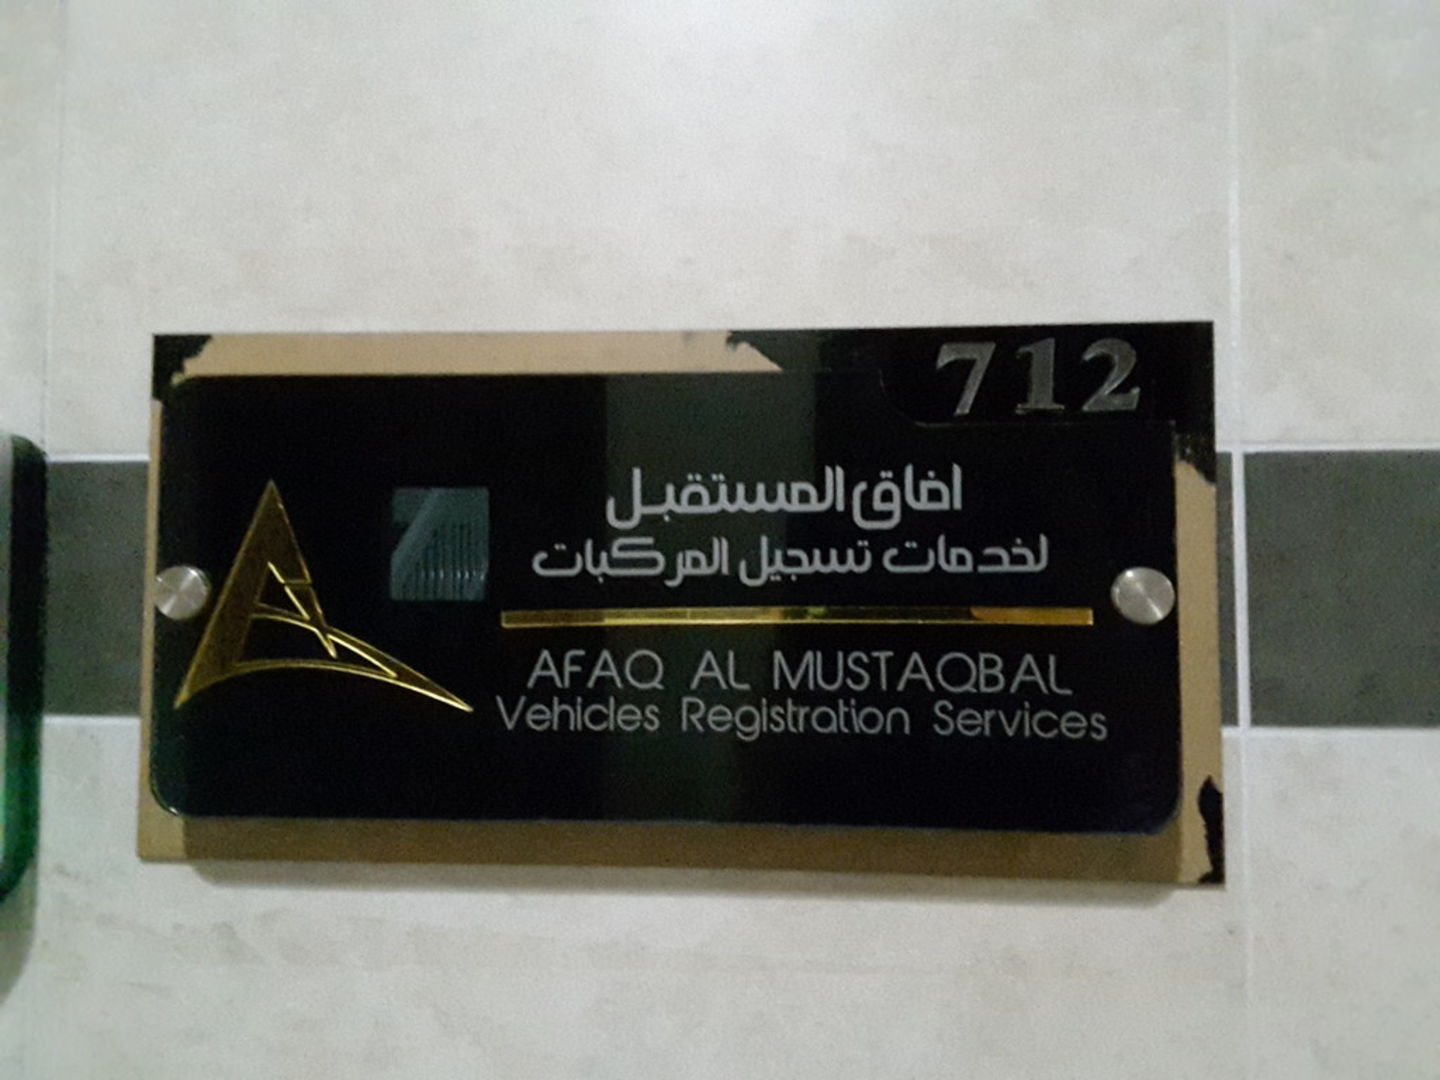 712
افاق المستقبل
لخدمات تسجيل المركبات
AFAQ AL MUSTAQBAL
Vehicles Registration Services